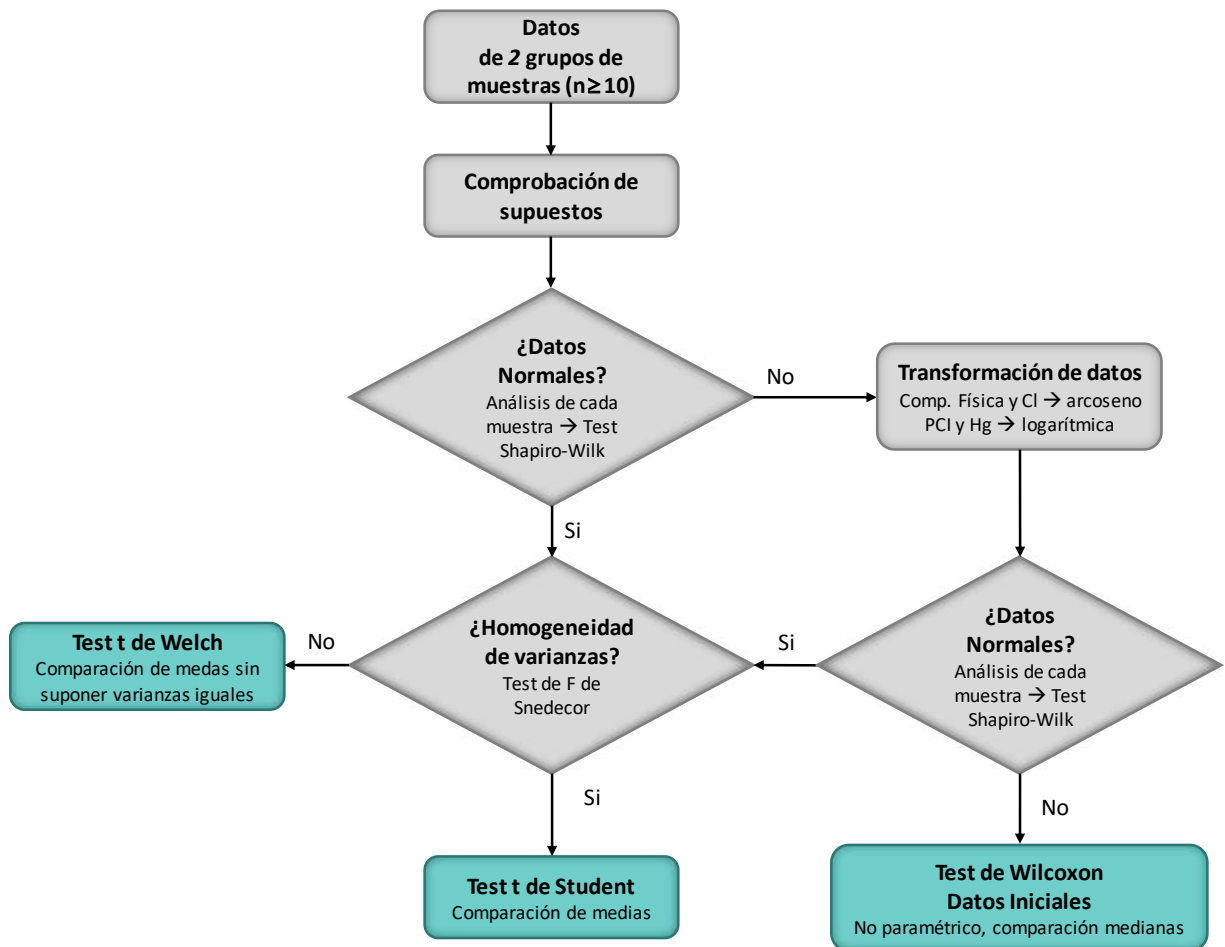 Datos
de 2 grupos de
muestras (n≥10)
Comprobación de
supuestos
¿Datos
Normales?
Análisis de cada
muestra → Test
Shapiro-Wilk
No
Transformación de datos
Comp. Física y Cl → arcoseno
PCI y Hg → logarítmica
Si
¿Homogeneidad
de varianzas?
Test de F de
Snedecor
No
Test t de Welch
Comparación de medas sin
suponer varianzas iguales
Si
¿Datos
Normales?
Análisis de cada
muestra → Test
Shapiro-Wilk
Si
Test t de Student
Comparación de medias
No
Test de Wilcoxon
Datos Iniciales
No paramétrico, comparación medianas